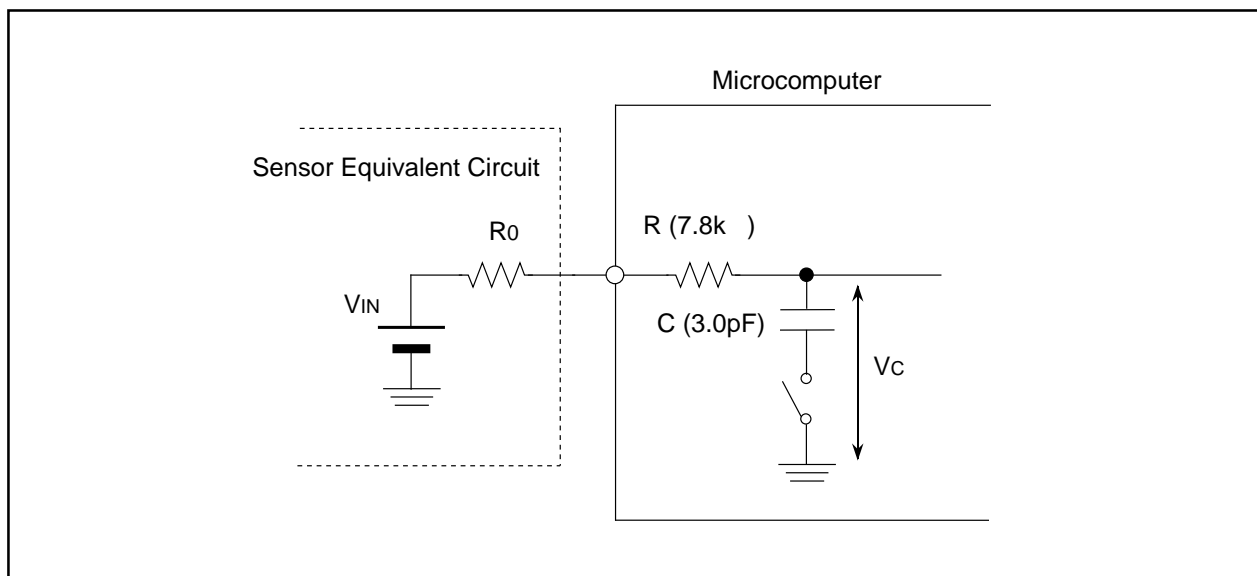 Microcomputer
Sensor Equivalent Circuit
R0
R (7.8k )
VIN
C (3.0pF)
VC